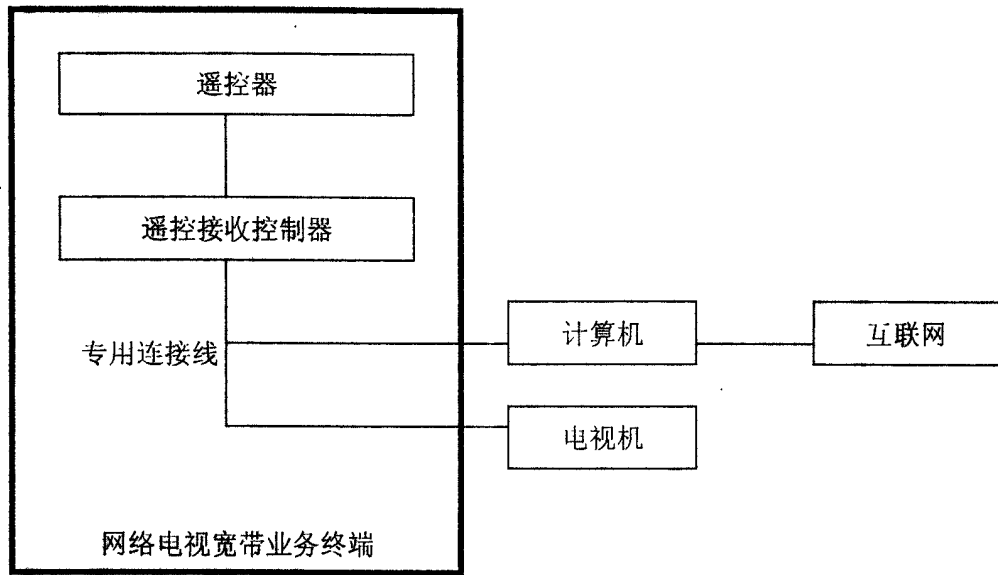 遥控器
遥控接收控制器
专用连接线
计算机
互联网
电视机
网络电视宽带业务终端